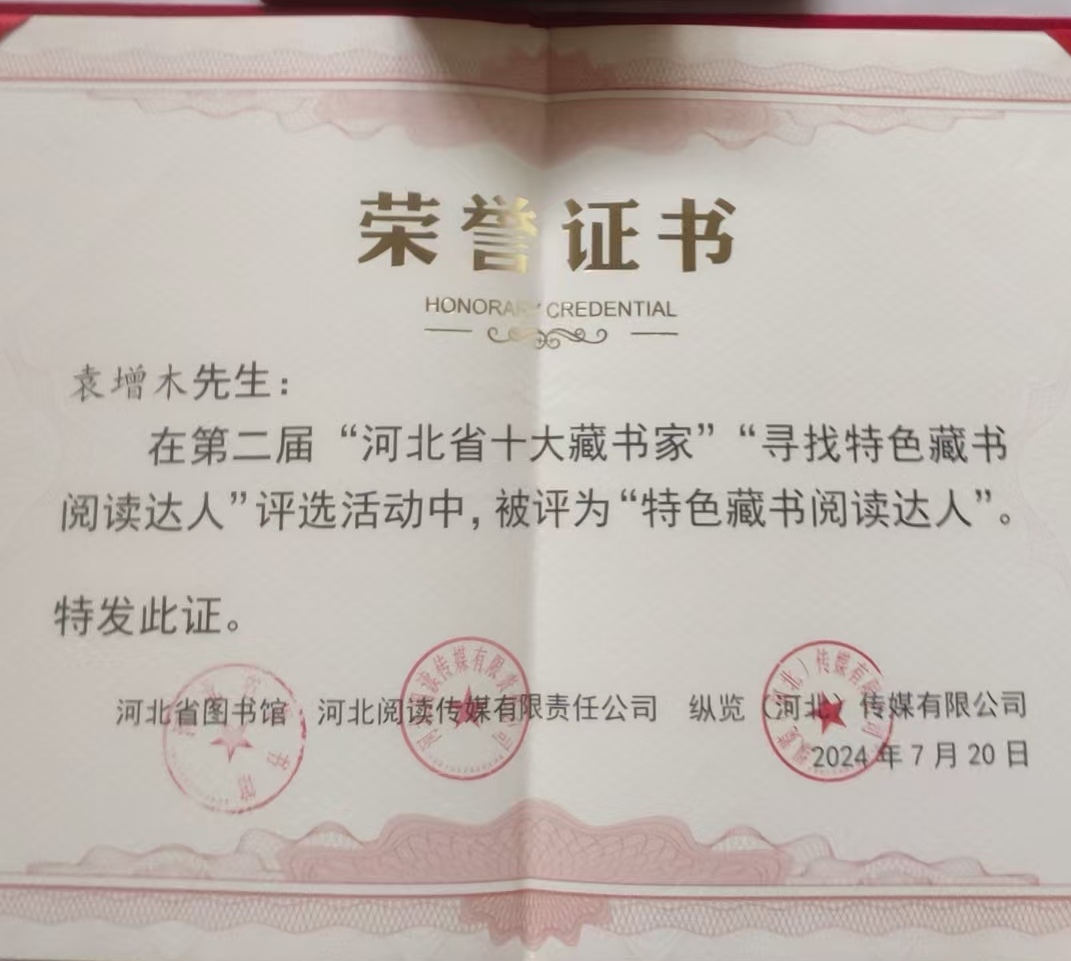 荣誉证书
HONORARY CREDENTIAL
袁增木先生：
在第二届“河北省十大藏书家”“寻找特色藏书
阅读达人”评选活动中，被评为“特色藏书阅读达人”。
特发此证。
河北省图书馆 河北阅读传媒有限责任公司 纵览（河北）传媒有限公司
2024年7月20日